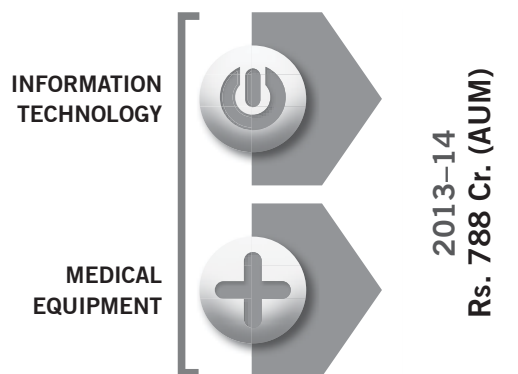 INFORMATION
TECHNOLOGY
MEDICAL
EQUIPMENT
2013–14
Rs. 788 Cr. (AUM)